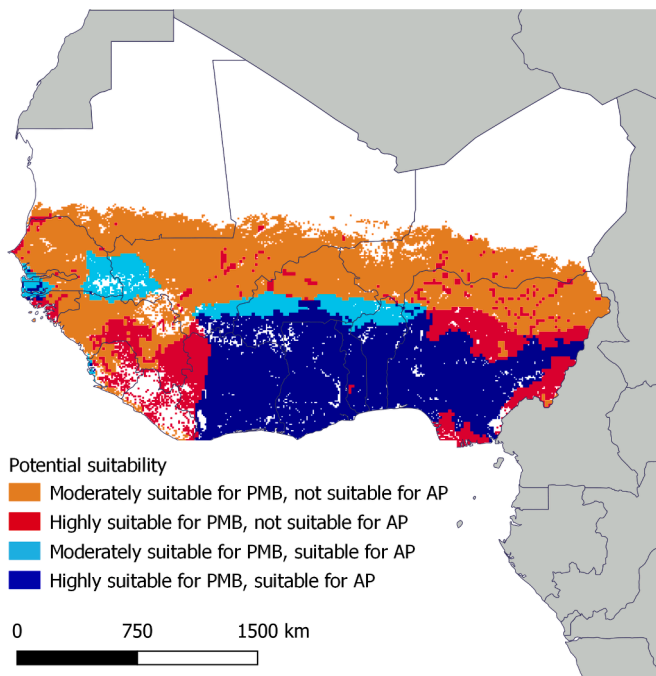 Potential suitability
Moderately suitable for PMB, not suitable for AP
Highly suitable for PMB, not suitable for AP
Moderately suitable for PMB, suitable for AP
Highly suitable for PMB, suitable for AP
0 750 1500 km